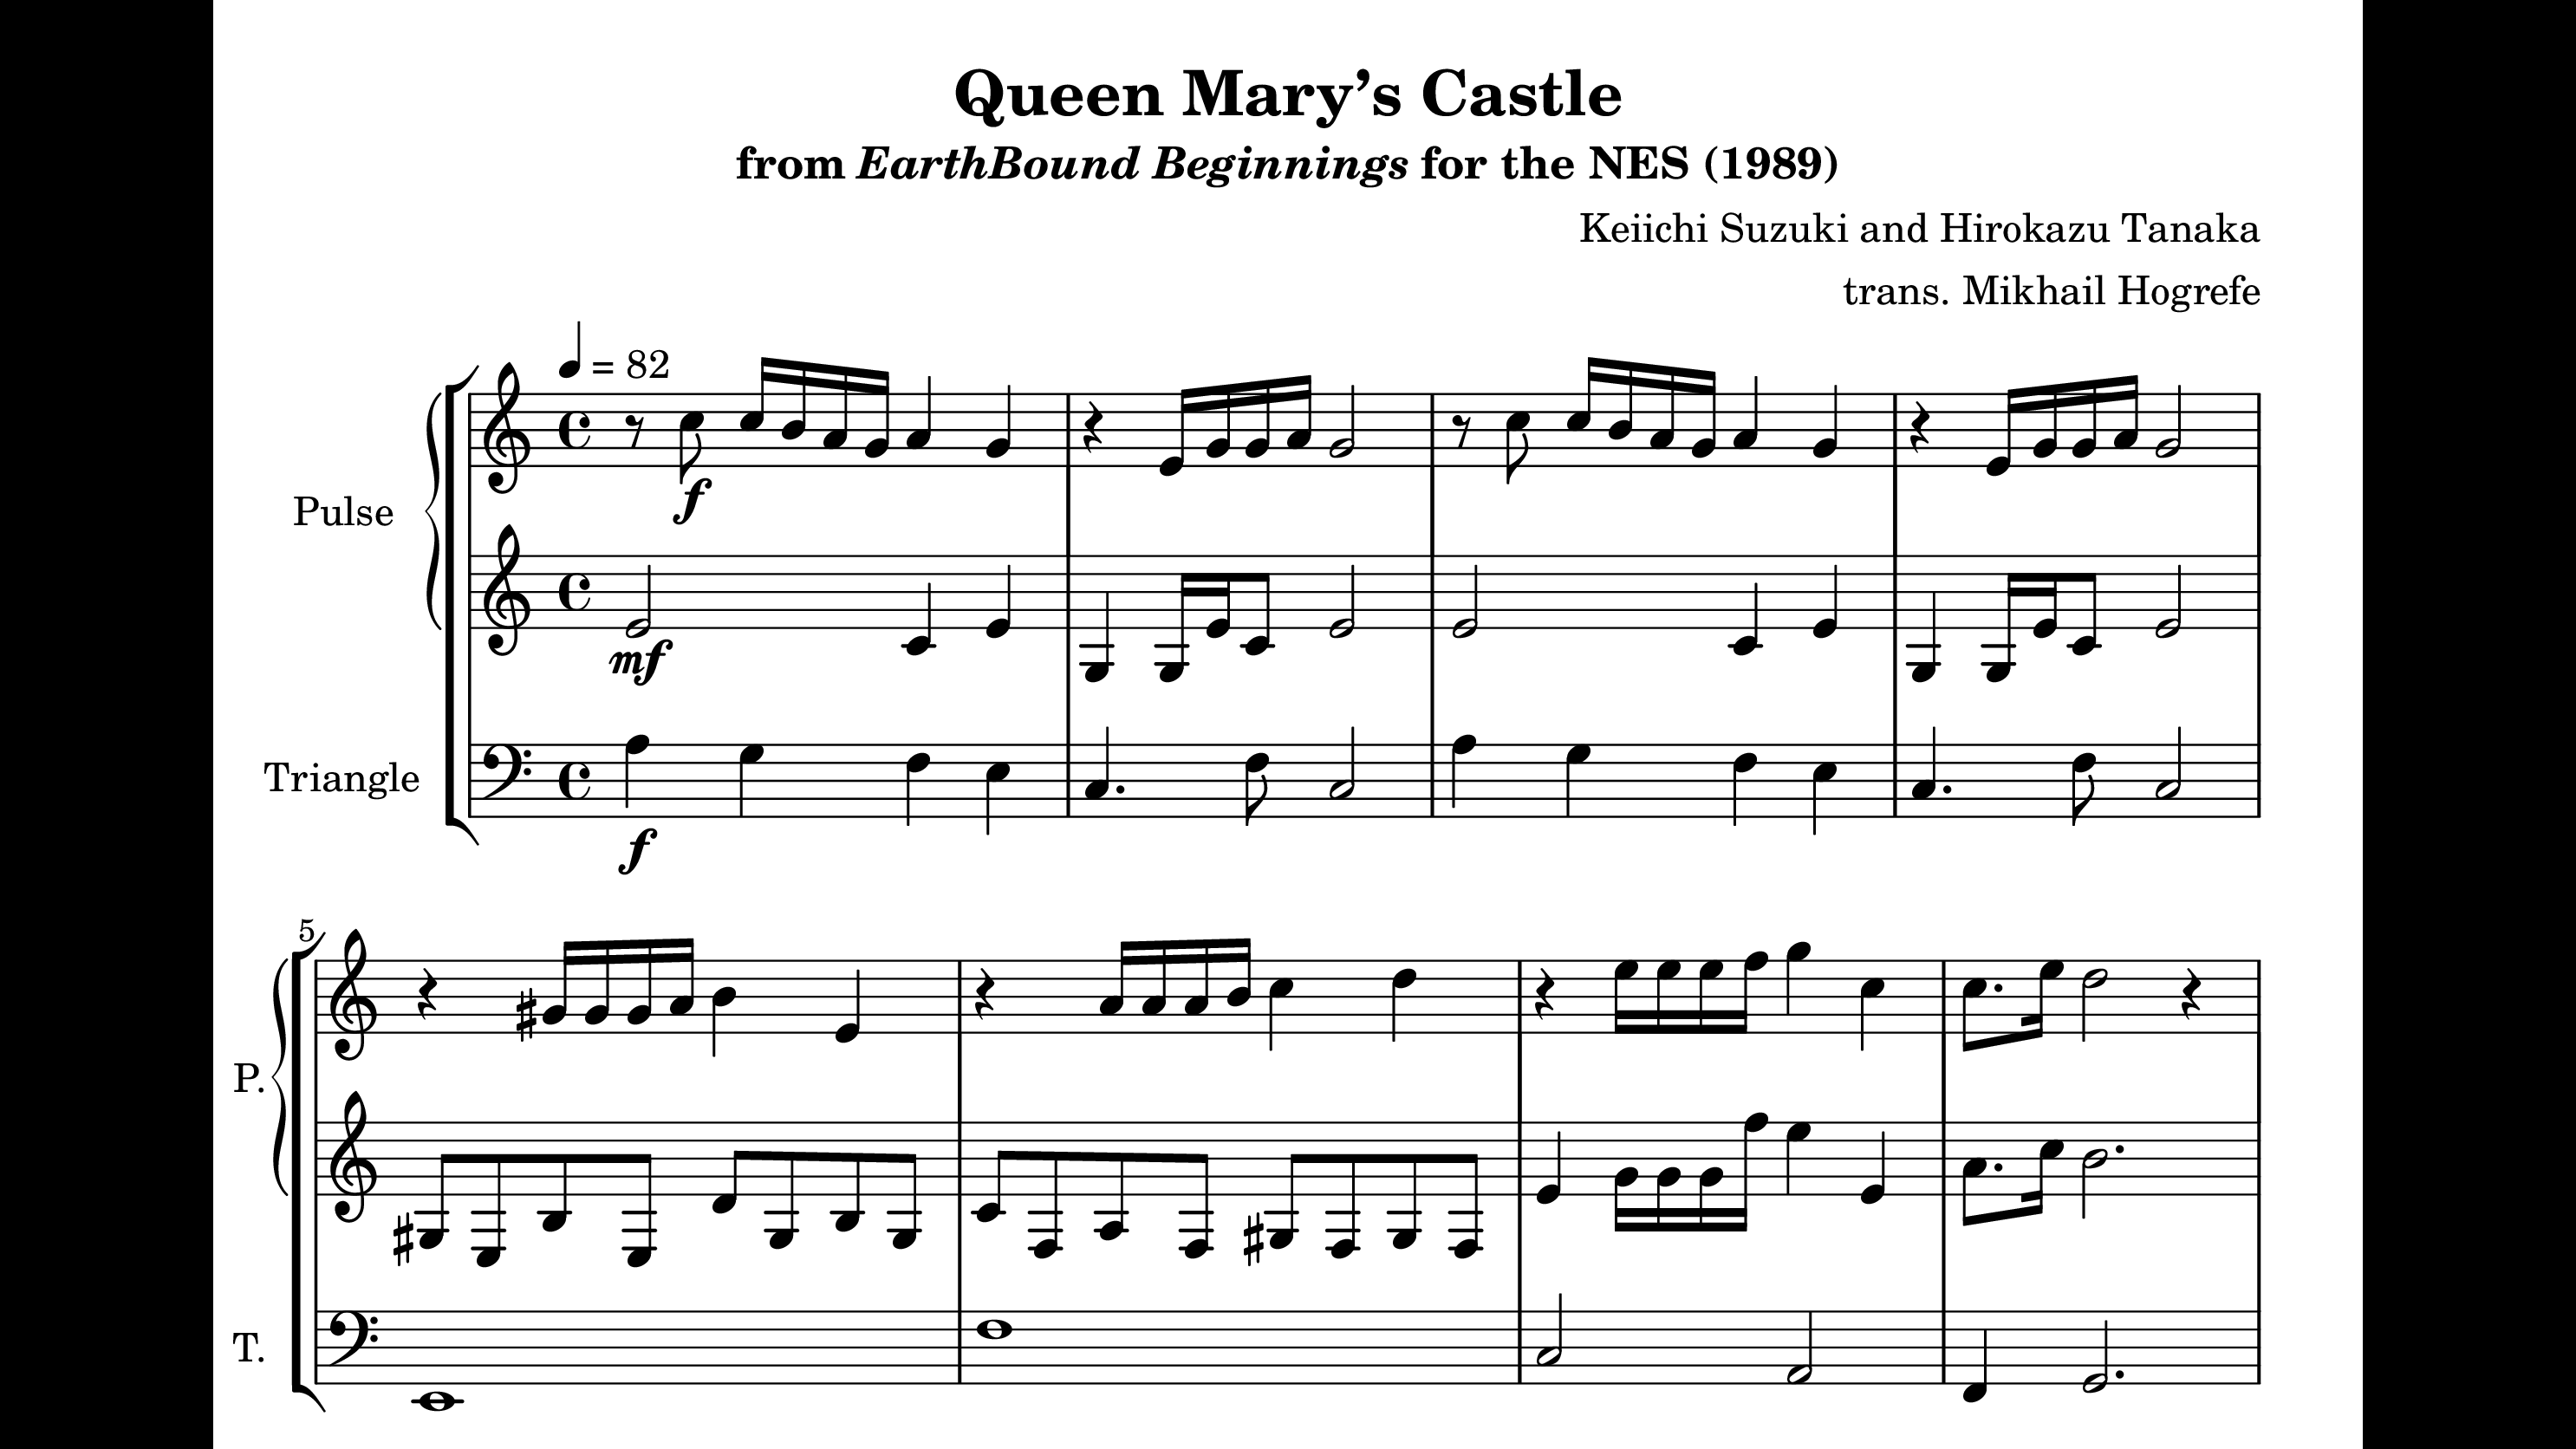 Queen Mary’s Castle
from EarthBound Beginnings for the NES (1989)
Keiichi Suzuki and Hirokazu Tanaka
trans. Mikhail Hogrefe
= 82
Pulse
f
mf
Triangle
f
5
P.
T.